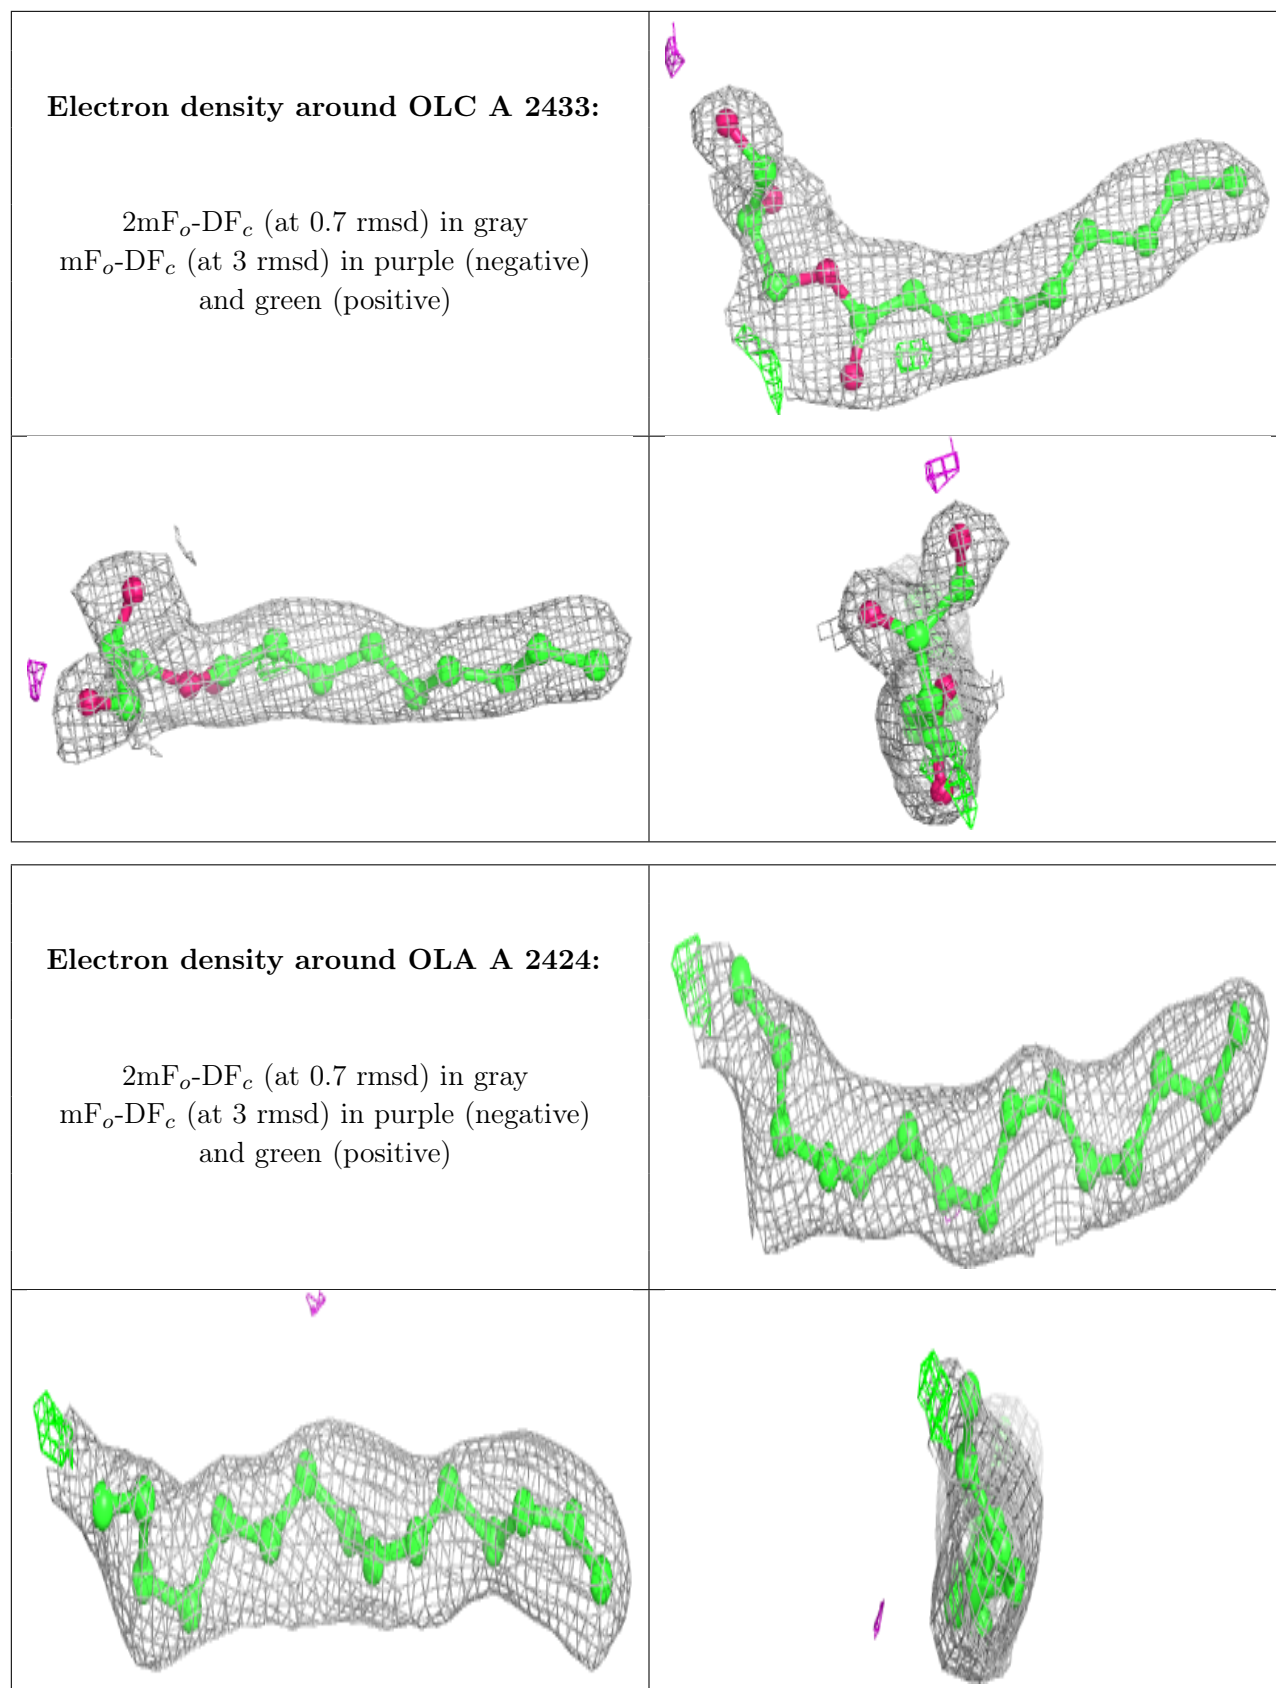 Electron density around OLC A 2433:
2mFo-DFc (at 0.7 rmsd) in gray
mFo-DFc (at 3 rmsd) in purple (negative)
and green (positive)
Electron density around OLA A 2424:
2mFo-DFc (at 0.7 rmsd) in gray
mFo-DFc (at 3 rmsd) in purple (negative)
and green (positive)